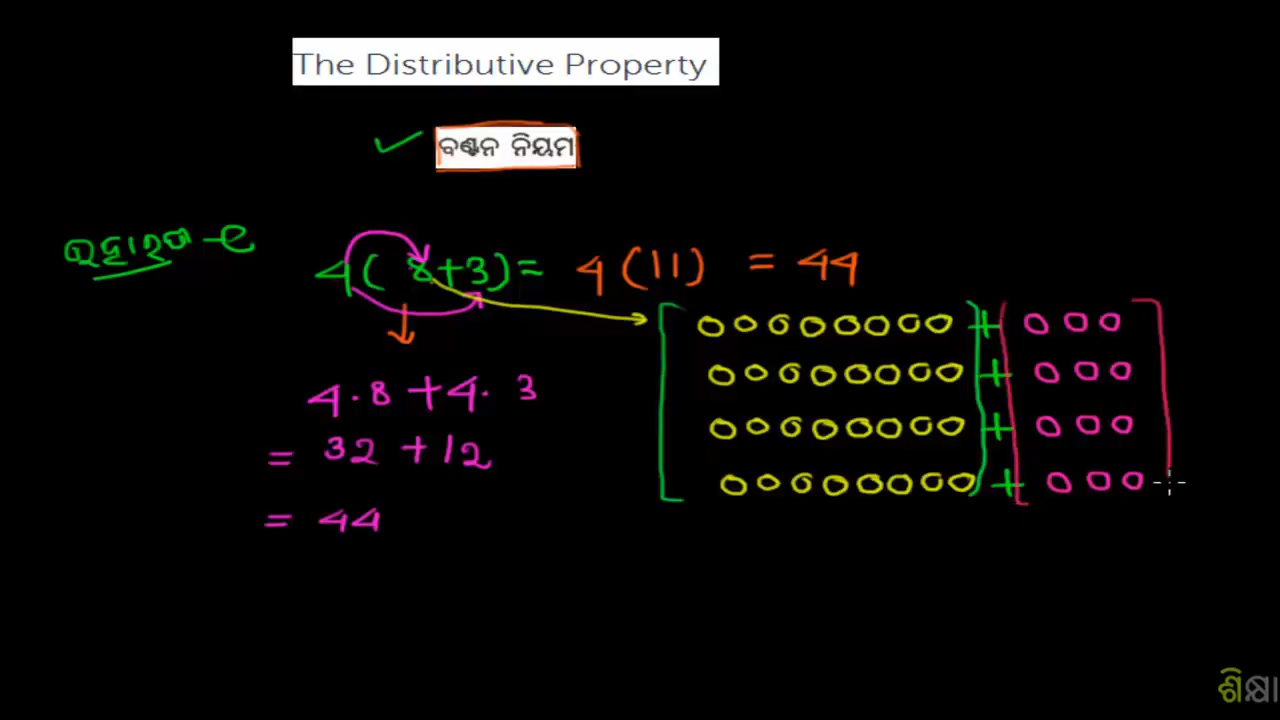 The Distributive Property
ବଣ୍ଟନ ନିୟମ
ଉଦାହରଣ -୧
4( 8+3) = 4 (11) = 44
+
4·8 + 4·3 +
= 32 + 12 +
+
= 44
ଶିକ୍ଷା